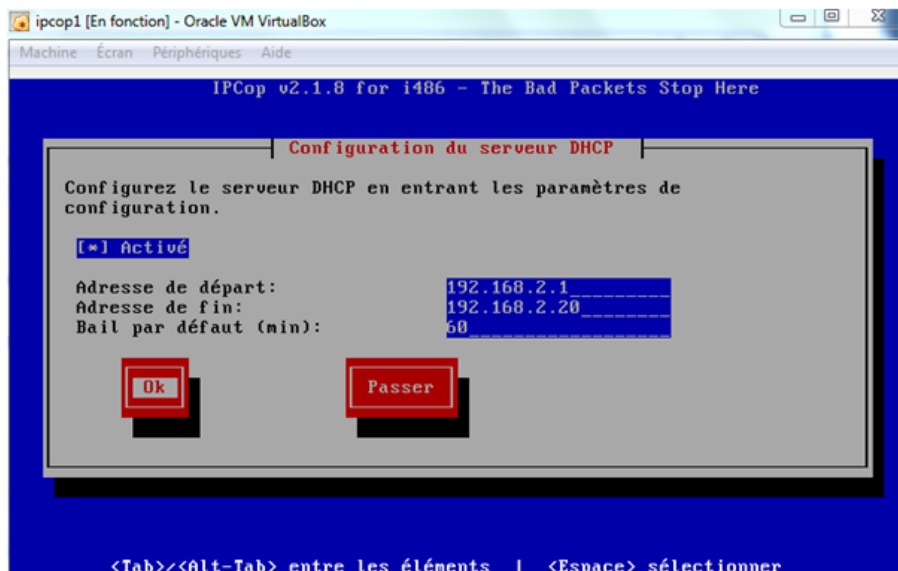 ipcop1 [En fonction] - Oracle VM VirtualBox
Machine Écran Périphériques Aide
IPCop v2.1.8 for i486 - The Bad Packets Stop Here
Configuration du serveur DHCP
Configurez le serveur DHCP en entrant les paramètres de
configuration.
[*] Activé
Adresse de départ: 192.168.2.1
Adresse de fin: 192.168.2.20
Bail par défaut (min): 60
Ok Passer
<Tab>/<Alt-Tab> entre les éléments | <Espace> sélectionner